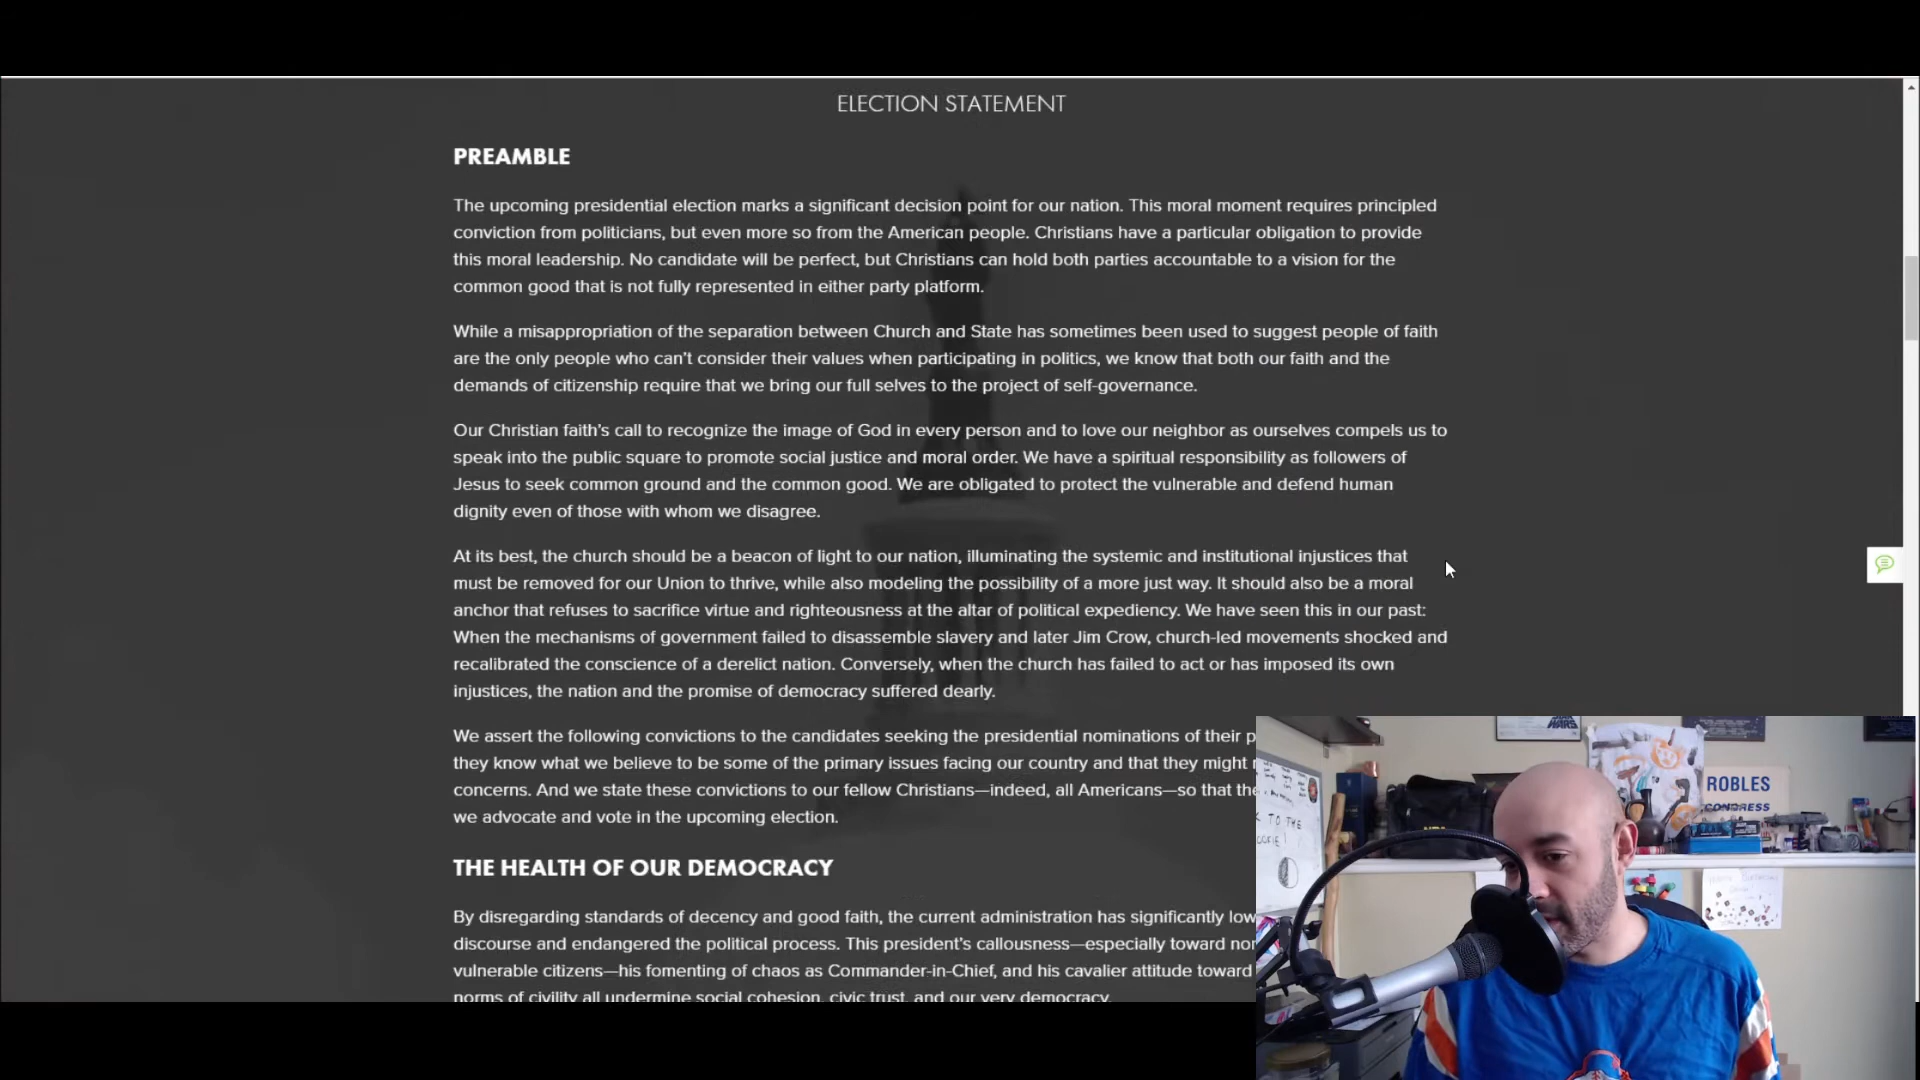 ELECTION STATEMENT
PREAMBLE
The upcoming presidential election marks a significant decision point for our nation. This moral moment requires principled
conviction from politicians, but even more so from the American people. Christians have a particular obligation to provide
this moral leadership. No candidate will be perfect, but Christians can hold both parties accountable to a vision for the
common good that is not fully represented in either party platform.
While a misappropriation of the separation between Church and State has sometimes been used to suggest people of faith
are the only people who can't consider their values when participating in politics, we know that both our faith and the
demands of citizenship require that we bring our full selves to the project of self-governance.
Our Christian faith's call to recognize the image of God in every person and to love our neighbor as ourselves compels us to
speak into the public square to promote social justice and moral order. We have a spiritual responsibility as followers of
Jesus to seek common ground and the common good. We are obligated to protect the vulnerable and defend human
dignity even of those with whom we disagree.
At its best, the church should be a beacon of light to our nation, illuminating the systemic and institutional injustices that
must be removed for our Union to thrive, while also modeling the possibility of a more just way. It should also be a moral
anchor that refuses to sacrifice virtue and righteousness at the altar of political expediency. We have seen this in our past:
When the mechanisms of government failed to disassemble slavery and later Jim Crow, church-led movements shocked and
recalibrated the conscience of a derelict nation. Conversely, when the church has failed to act or has imposed its own
injustices, the nation and the promise of democracy suffered dearly.
We assert the following convictions to the candidates seeking the presidential nominations of their p
they know what we believe to be some of the primary issues facing our country and that they might
concerns. And we state these convictions to our fellow Christians—indeed, all Americans—so that the
we advocate and vote in the upcoming election.
THE HEALTH OF OUR DEMOCRACY
By disregarding standards of decency and good faith, the current administration has significantly low
discourse and endangered the political process. This president's callousness—especially toward
vulnerable citizens—his fomenting of chaos as Commander-in-Chief, and his cavalier attitude toward
norms of civility all undermine social cohesion, civic trust, and our very democracy.
ROBLES
CONGRESS
TO THE